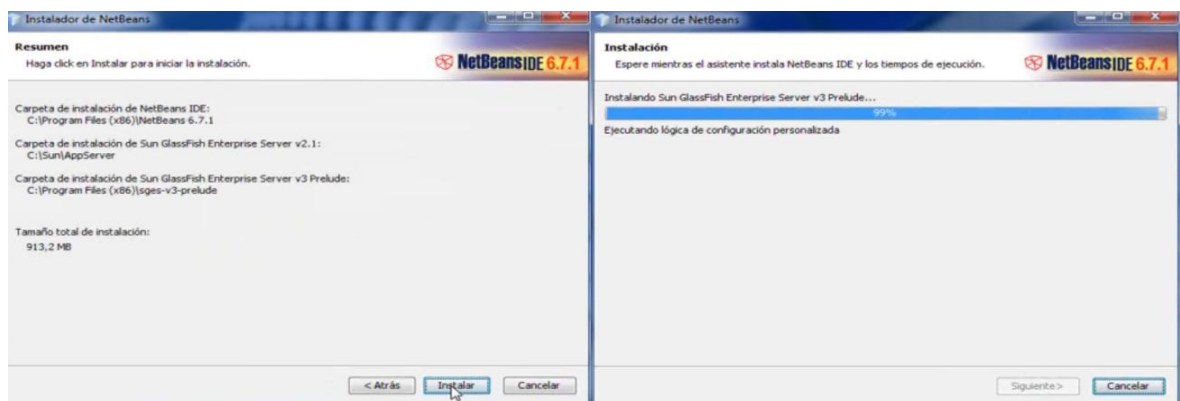 Instalador de NetBeans
Resumen
Haga click en Instalar para iniciar la instalación.
NetBeans IDE 6.7.1
Carpeta de instalación de NetBeans IDE:
C:\Program Files (x86)\NetBeans 6.7.1
Carpeta de instalación de Sun GlassFish Enterprise Server v2.1:
C:\Sun\AppServer
Carpeta de instalación de Sun GlassFish Enterprise Server v3 Prelude:
C:\Program Files (x86)\sges-v3-prelude
Tamaño total de instalación:
913,2 MB
< Atrás Instalar Cancelar
Instalador de NetBeans
Instalación
Espere mientras el asistente instala NetBeans IDE y los tiempos de ejecución.
NetBeans IDE 6.7.1
Instalando Sun GlassFish Enterprise Server v3 Prelude...
99%
Ejecutando lógica de configuración personalizada
Siguiente > Cancelar